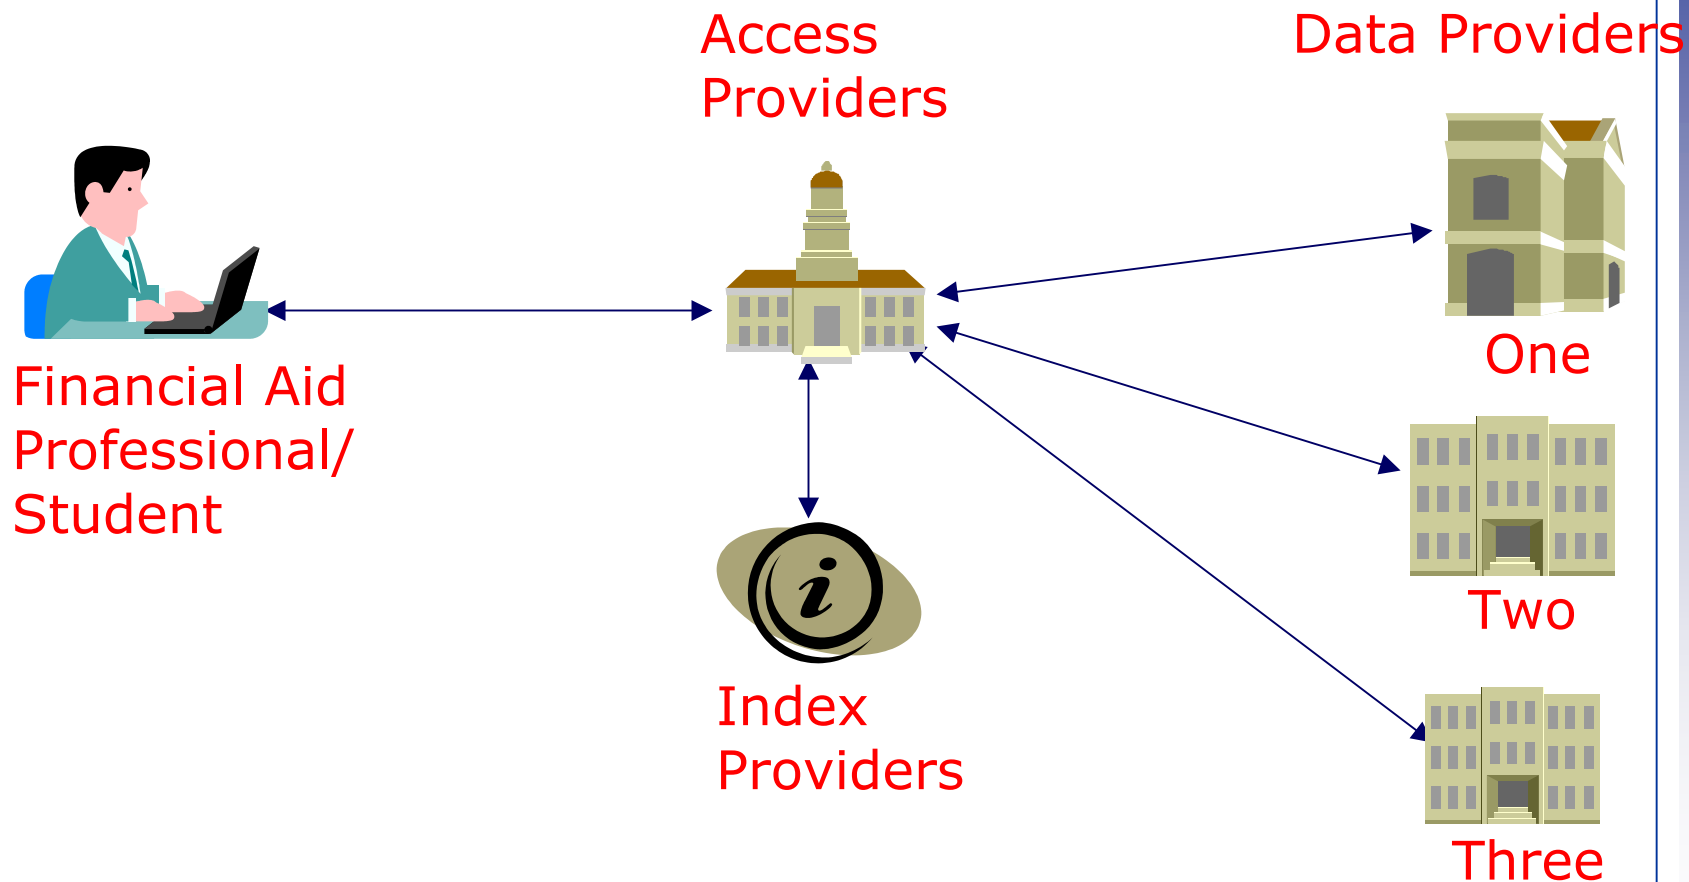 Access
Providers
Data Providers
Financial Aid
Professional/
Student
One
Two
Index
Providers
Three